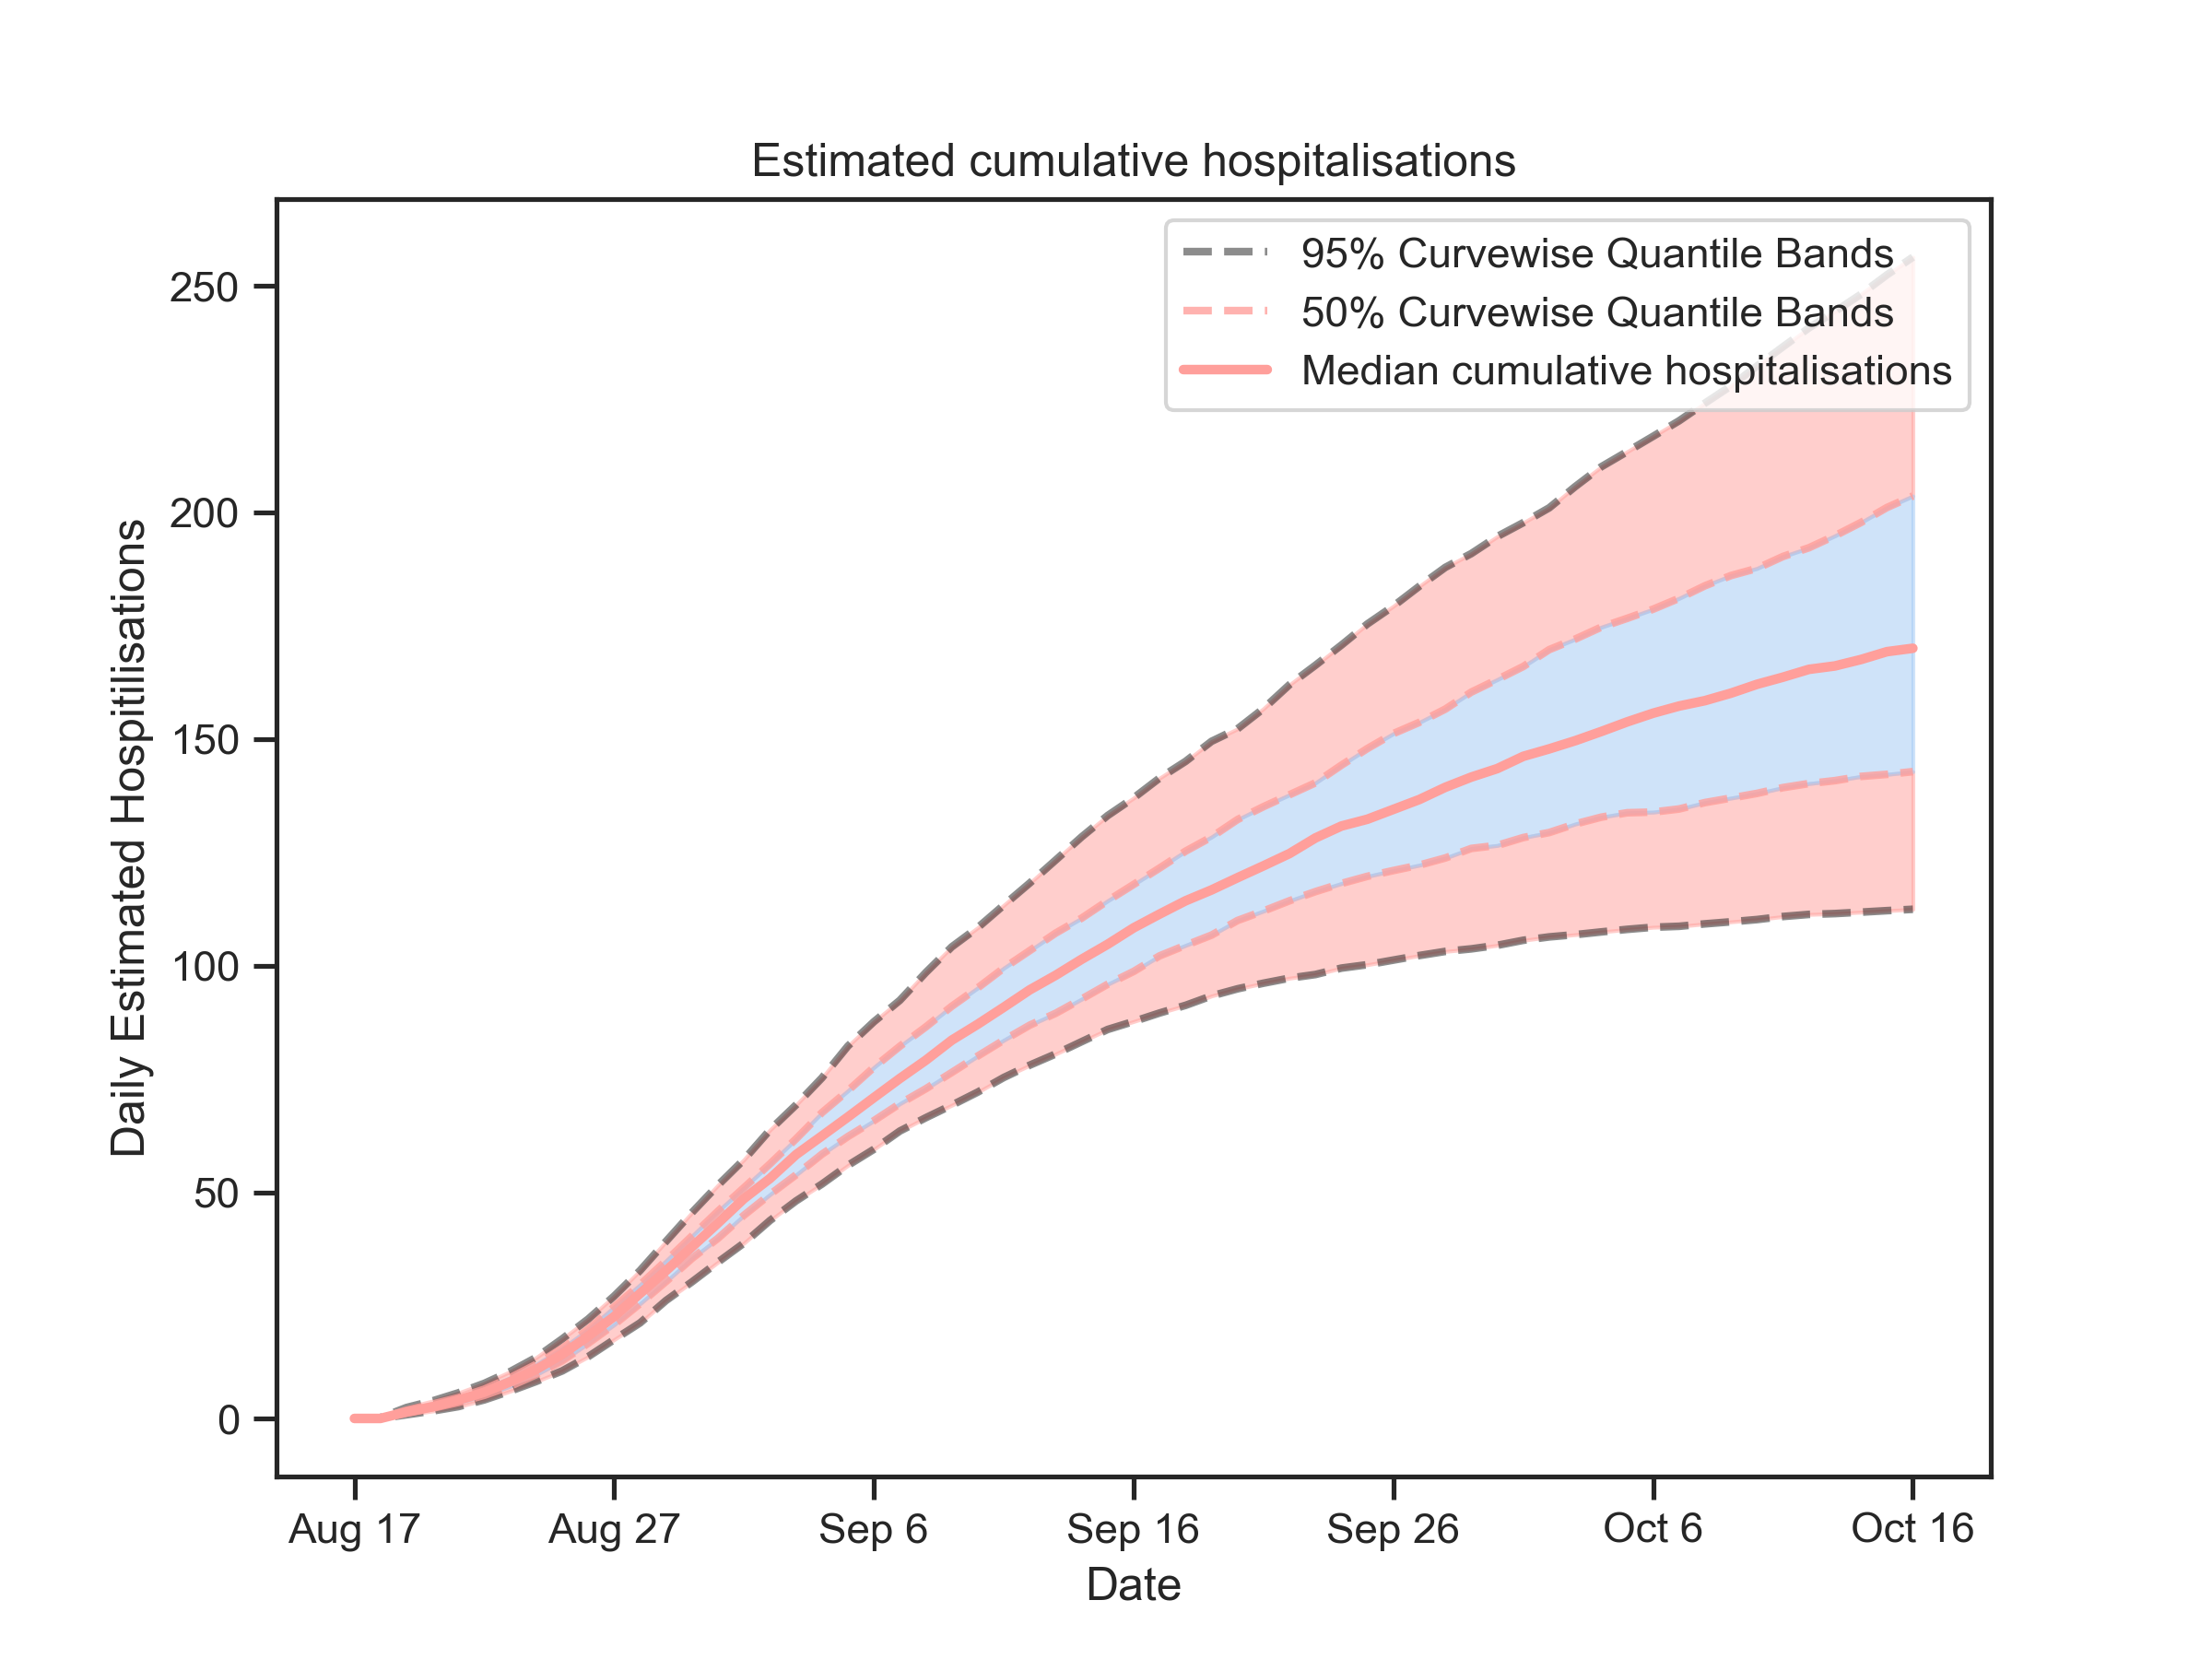 Estimated cumulative hospitalisations
95% Curvewise Quantile Bands
50% Curvewise Quantile Bands
Median cumulative hospitalisations
Daily Estimated Hospitilisations
250
200
150
100
50
0
Aug 17
Aug 27
Sep 6
Sep 16
Sep 26
Oct 6
Oct 16
Date